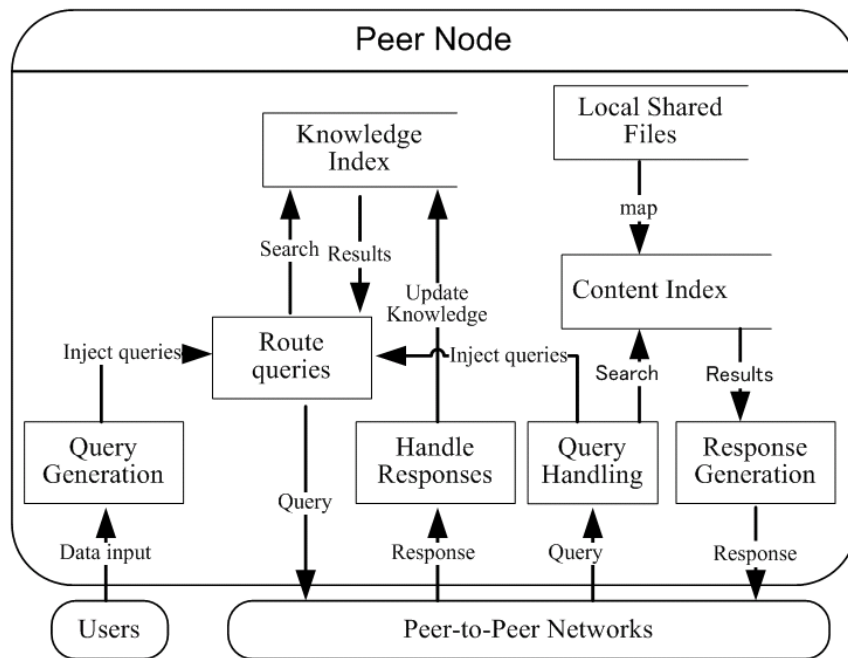 Peer Node
Local Shared
Files
Knowledge
Index
map
Search
Results
Content Index
Update
Knowledge
Inject queries
Route
queries
Inject queries
Search
Results
Query
Generation
Handle
Responses
Query
Handling
Response
Generation
Query
Data input
Response
Query
Response
Users
Peer-to-Peer Networks